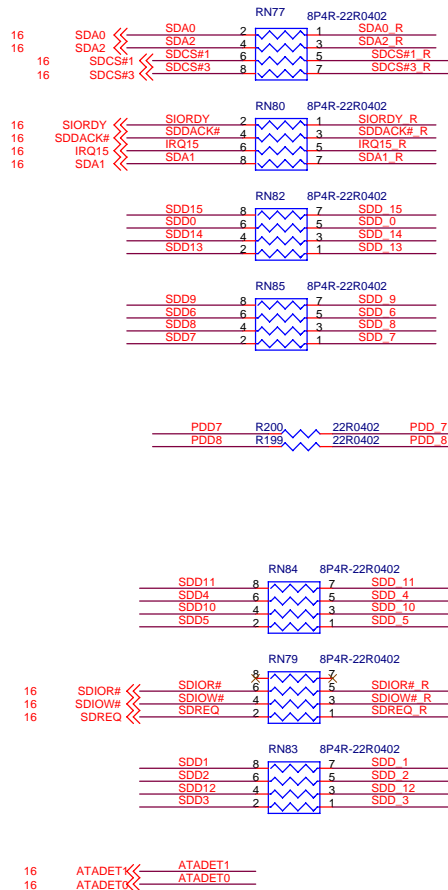 RN77 8P4R-22R0402
16 SDA0 SDA0 2 1 SDA0_R
16 SDA2 SDA2 4 3 SDA2_R
16 SDCS#1 SDCS#1 6 5 SDCS#1_R
16 SDCS#3 SDCS#3 8 7 SDCS#3_R
RN80 8P4R-22R0402
16 SIORDY SIORDY 2 1 SIORDY_R
16 SDDACK# SDDACK# 4 3 SDDACK#_R
16 IRQ15 IRQ15 6 5 IRQ15_R
16 SDA1 SDA1 8 7 SDA1_R
RN82 8P4R-22R0402
SDD15 8 7 SDD_15
SDD0 6 5 SDD_0
SDD14 4 3 SDD_14
SDD13 2 1 SDD_13
RN85 8P4R-22R0402
SDD9 8 7 SDD_9
SDD6 6 5 SDD_6
SDD8 4 3 SDD_8
SDD7 2 1 SDD_7
PDD7 R200 22R0402 PDD_7
PDD8 R199 22R0402 PDD_8
RN84 8P4R-22R0402
SDD11 8 7 SDD_11
SDD4 6 5 SDD_4
SDD10 4 3 SDD_10
SDD5 2 1 SDD_5
RN79 8P4R-22R0402
8 7
16 SDIOR# SDIOR# 6 5 SDIOR#_R
16 SDIOW# SDIOW# 4 3 SDIOW#_R
16 SDREQ SDREQ 2 1 SDREQ_R
RN83 8P4R-22R0402
SDD1 8 7 SDD_1
SDD2 6 5 SDD_2
SDD12 4 3 SDD_12
SDD3 2 1 SDD_3
16 ATADET1 ATADET1
16 ATADET0 ATADET0